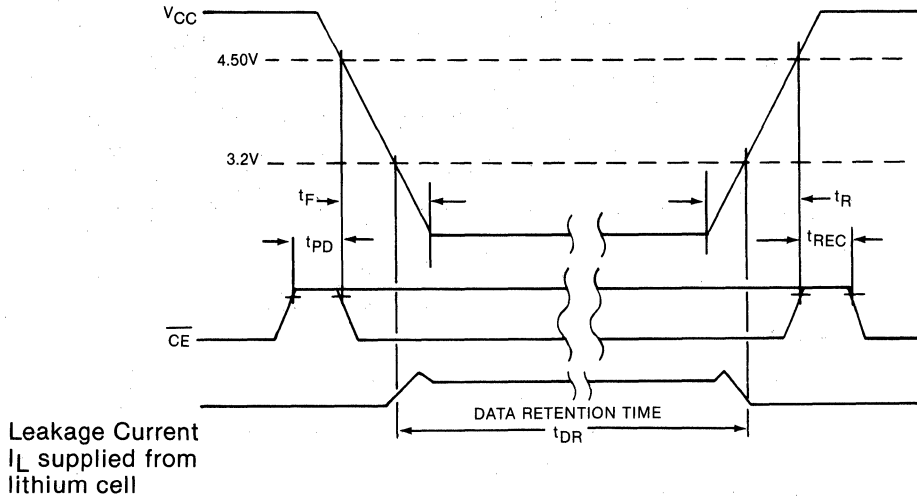 VCC
4.50V
3.2V
tF
tR
tPD
tREC
CE
DATA RETENTION TIME
tDR
Leakage Current
IL supplied from
lithium cell